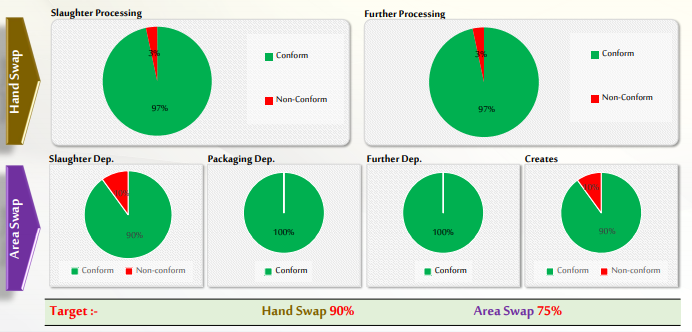 Slaughter Processing
Further Processing
Hand Swap
3%
97%
Conform
Non-Conform
3%
97%
Conform
Non-Conform
Slaughter Dep.
Packaging Dep.
Further Dep.
Creates
Area Swap
10%
90%
Conform
Non-conform
100%
Conform
100%
Conform
10%
90%
Conform
Non-conform
Target :-
Hand Swap 90%
Area Swap 75%